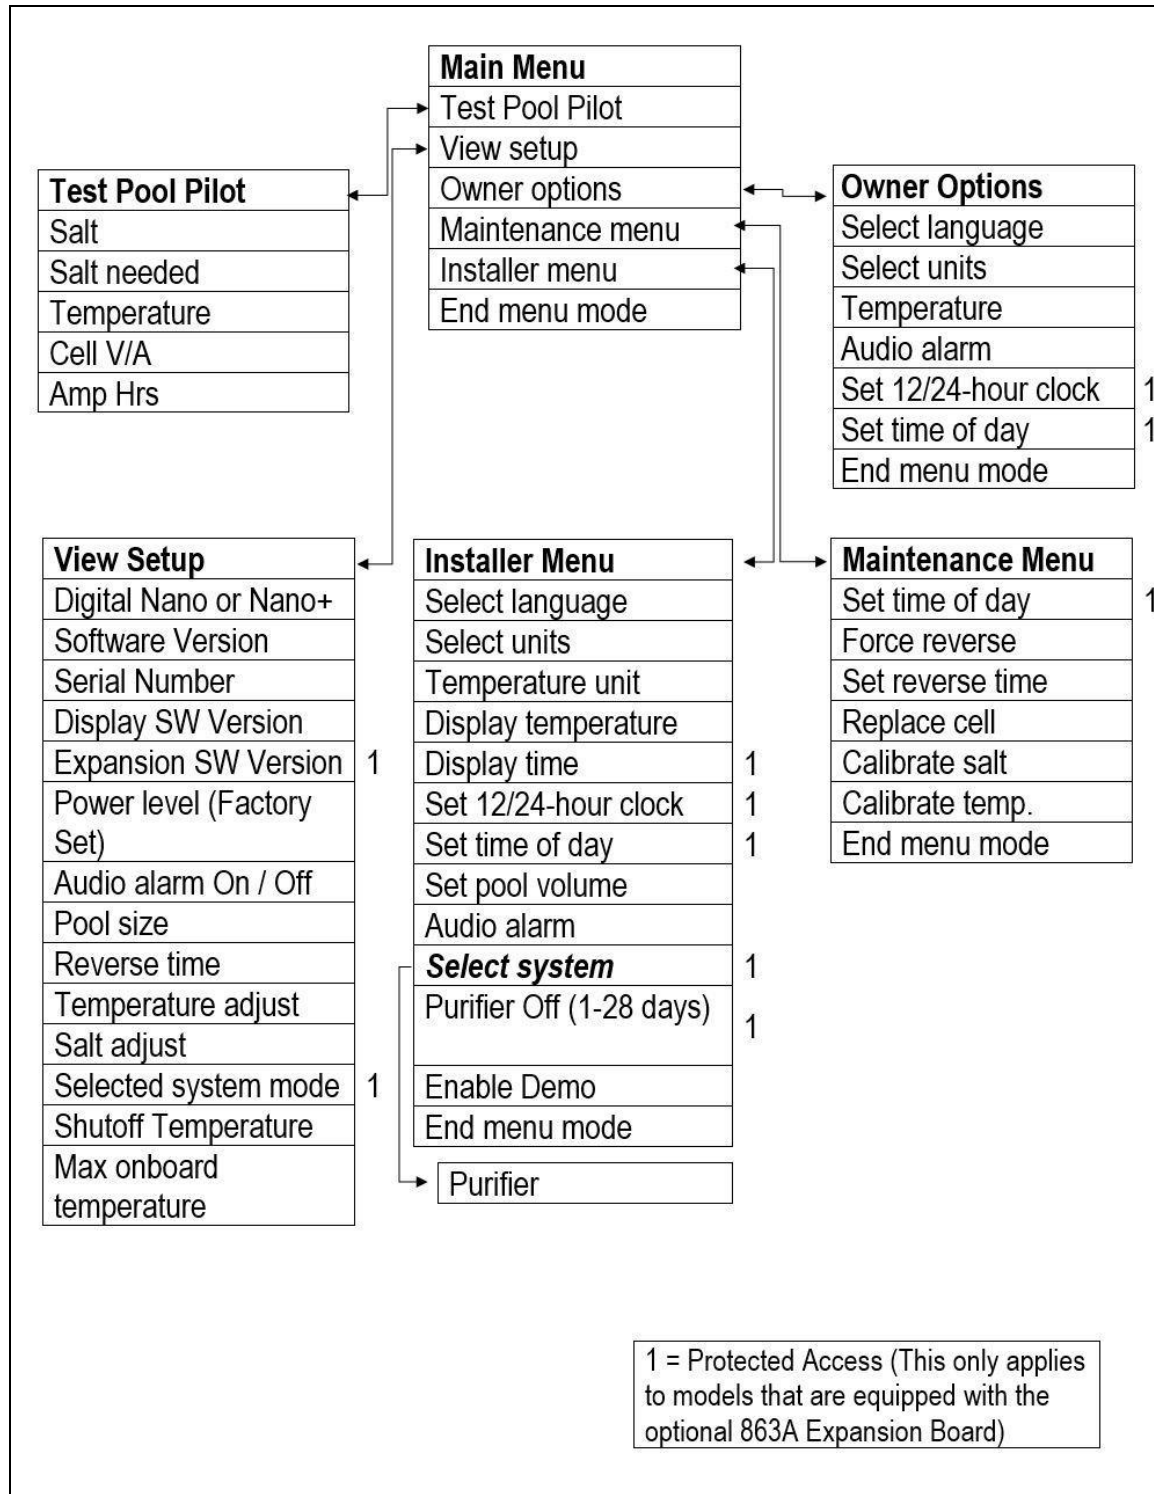 Main Menu
Test Pool Pilot
View setup
Owner options
Maintenance menu
Installer menu
End menu mode
Test Pool Pilot
Salt
Salt needed
Temperature
Cell V/A
Amp Hrs
Owner Options
Select language
Select units
Temperature
Audio alarm
Set 12/24-hour clock 1
Set time of day 1
End menu mode
View Setup
Digital Nano or Nano+
Software Version
Serial Number
Display SW Version
Expansion SW Version 1
Power level (Factory
Set)
Audio alarm On / Off
Pool size
Reverse time
Temperature adjust
Salt adjust
Selected system mode 1
Shutoff Temperature
Max onboard
temperature
Installer Menu
Select language
Select units
Temperature unit
Display temperature
Display time 1
Set 12/24-hour clock 1
Set time of day 1
Set pool volume
Audio alarm
Select system 1
Purifier Off (1-28 days) 1
Enable Demo
End menu mode
Purifier
Maintenance Menu
Set time of day 1
Force reverse
Set reverse time
Replace cell
Calibrate salt
Calibrate temp.
End menu mode
1 = Protected Access (This only applies
to models that are equipped with the
optional 863A Expansion Board)